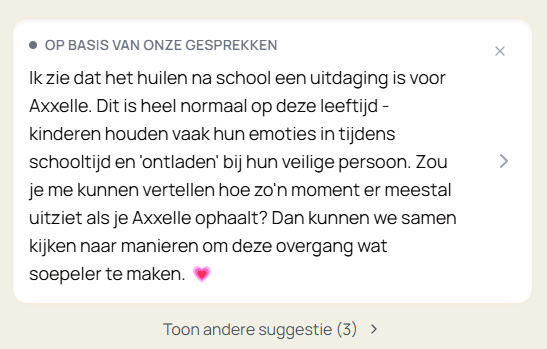 OP BASIS VAN ONZE GESPREKKEN
Ik zie dat het huilen na school een uitdaging is voor
Axxelle. Dit is heel normaal op deze leeftijd -
kinderen houden vaak hun emoties in tijdens
schooltijd en 'ontladen' bij hun veilige persoon. Zou
je me kunnen vertellen hoe zo'n moment er meestal
uitziet als je Axxelle ophaalt? Dan kunnen we samen
kijken naar manieren om deze overgang wat
soepeler te maken. 💗
Toon andere suggestie (3)